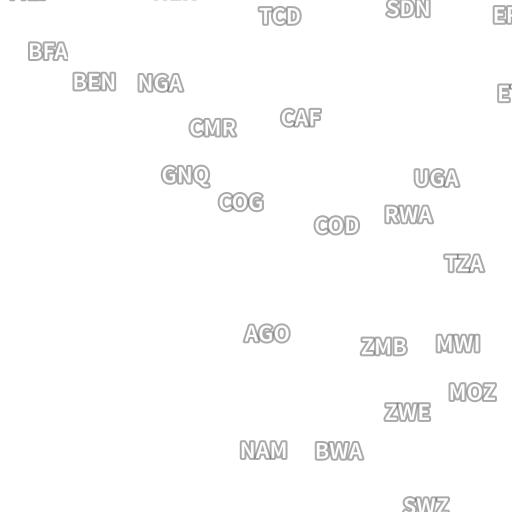 TCD
SDN
BFA
BEN
NGA
CAF
CMR
GNQ
UGA
COG
RWA
COD
TZA
AGO
MWI
ZMB
MOZ
ZWE
NAM
BWA
SWZ